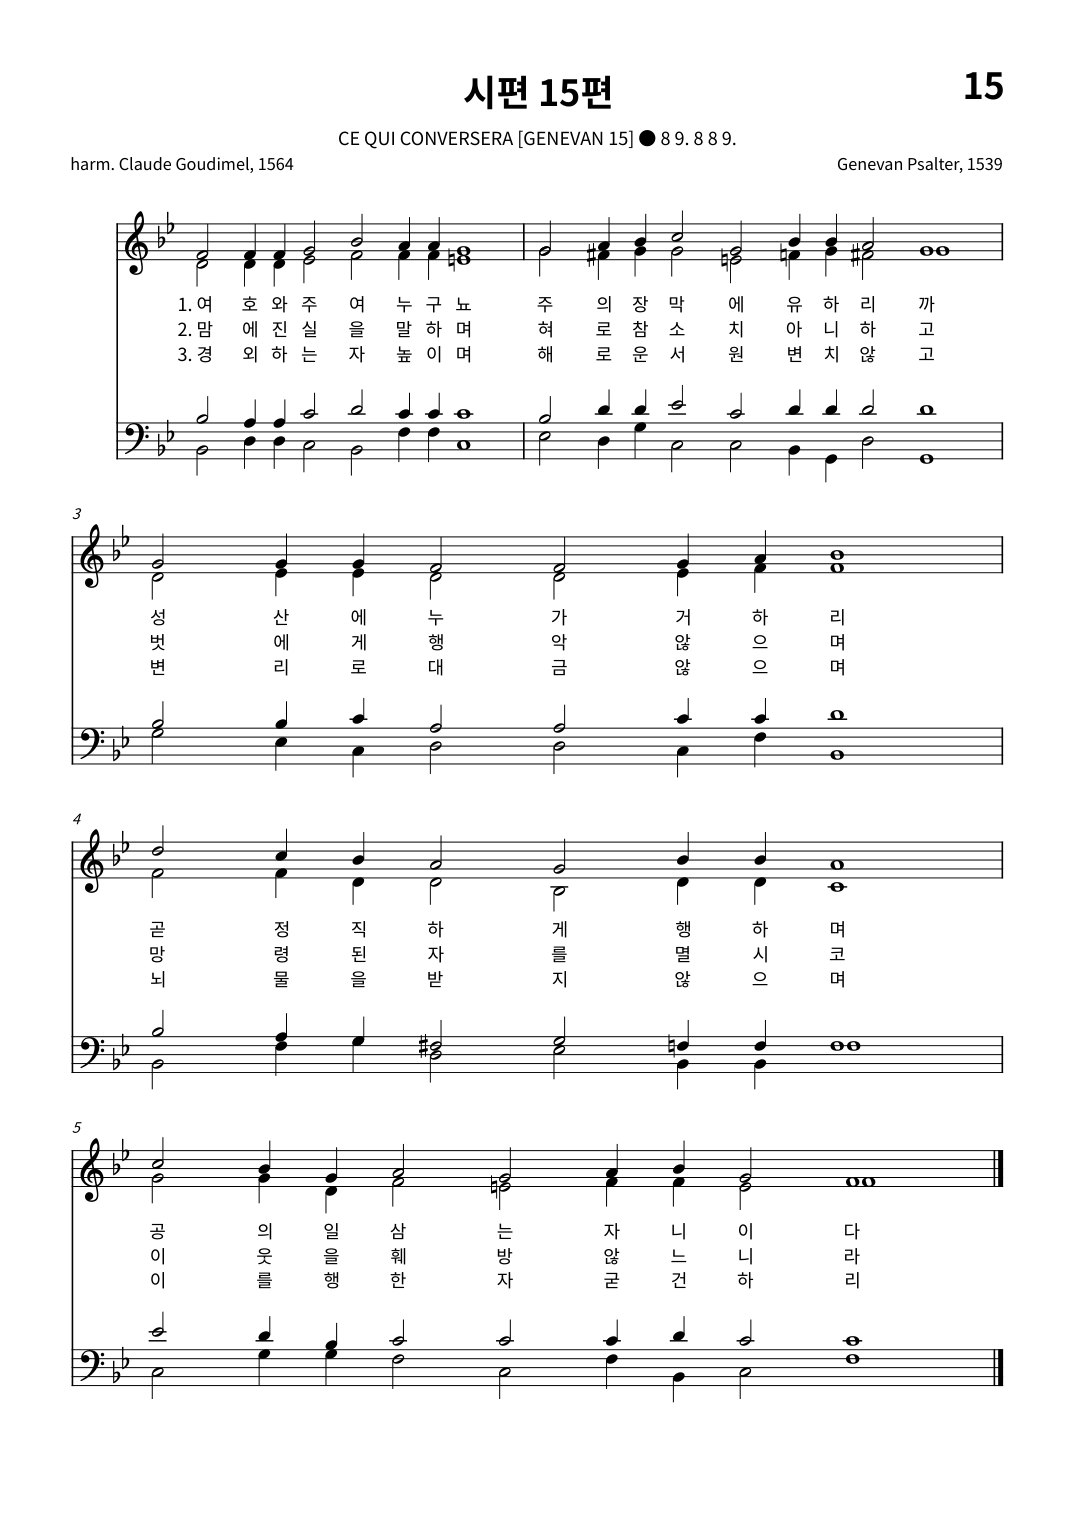 시편 15편
15
CE QUI CONVERSERA [GENEVAN 15] ● 8 9. 8 8 9.
harm. Claude Goudimel, 1564
Genevan Psalter, 1539
1. 여 호 와 주 여 누 구 뇨 주 의 장 막 에 유 하 리 까
2. 맘 에 진 실 을 말 하 며 혀 로 참 소 치 아 니 하 고
3. 경 외 하 는 자 높 이 며 해 로 운 서 원 변 치 않 고
3
성 산 에 누 가 거 하 리
벗 에 게 행 악 않 으 며
변 리 로 대 금 않 으 며
4
곧 정 직 하 게 행 하 며
망 령 된 자 를 멸 시 코
뇌 물 을 받 지 않 으 며
5
공 의 일 삼 는 자 니 이 다
이 웃 을 훼 방 않 느 니 라
이 를 행 한 자 굳 건 하 리